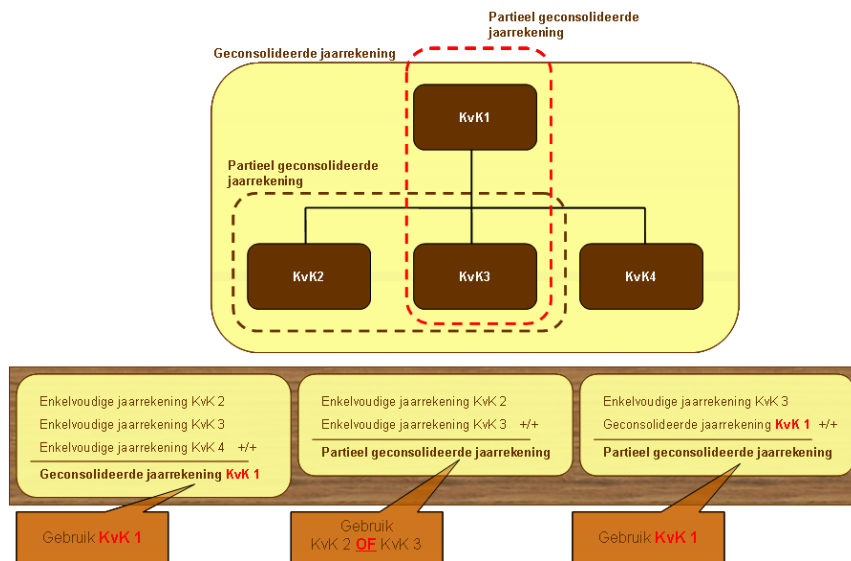 Partieel geconsolideerde
jaarrekening
Geconsolideerde jaarrekening
KvK1
Partieel geconsolideerde
jaarrekening
KvK2
KvK3
KvK4
Enkelvoudige jaarrekening KvK 2
Enkelvoudige jaarrekening KvK 3
Enkelvoudige jaarrekening KvK 4 +/+
Geconsolideerde jaarrekening KvK 1
Gebruik KvK 1
Enkelvoudige jaarrekening KvK 2
Enkelvoudige jaarrekening KvK 3 +/+
Partieel geconsolideerde jaarrekening
Gebruik
KvK 2 OF KvK 3
Enkelvoudige jaarrekening KvK 3
Geconsolideerde jaarrekening KvK 1 +/+
Partieel geconsolideerde jaarrekening
Gebruik KvK 1